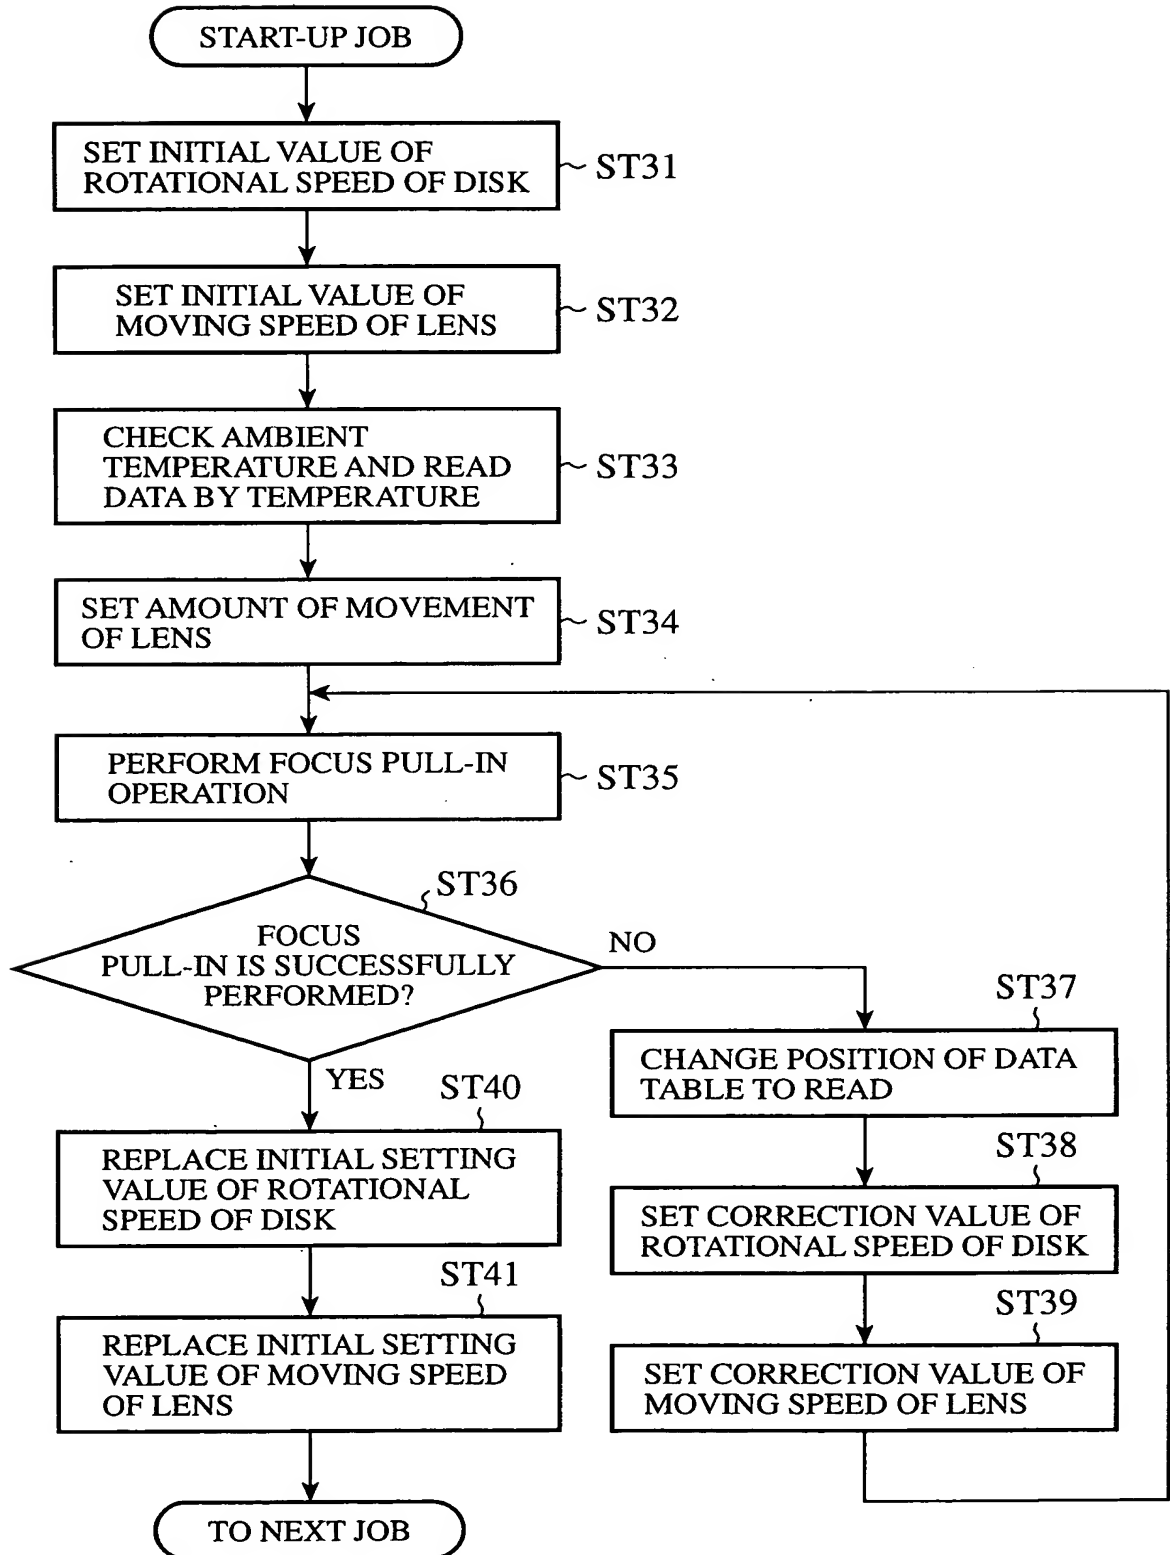 START-UP JOB
SET INITIAL VALUE OF
ROTATIONAL SPEED OF DISK
ST31
SET INITIAL VALUE OF
MOVING SPEED OF LENS
ST32
CHECK AMBIENT
TEMPERATURE AND READ
DATA BY TEMPERATURE
ST33
SET AMOUNT OF MOVEMENT
OF LENS
ST34
PERFORM FOCUS PULL-IN
OPERATION
ST35
ST36
FOCUS
PULL-IN IS SUCCESSFULLY
PERFORMED?
NO
YES
ST37
CHANGE POSITION OF DATA
TABLE TO READ
ST38
SET CORRECTION VALUE OF
ROTATIONAL SPEED OF DISK
ST39
SET CORRECTION VALUE OF
MOVING SPEED OF LENS
ST40
REPLACE INITIAL SETTING
VALUE OF ROTATIONAL
SPEED OF DISK
ST41
REPLACE INITIAL SETTING
VALUE OF MOVING SPEED
OF LENS
TO NEXT JOB